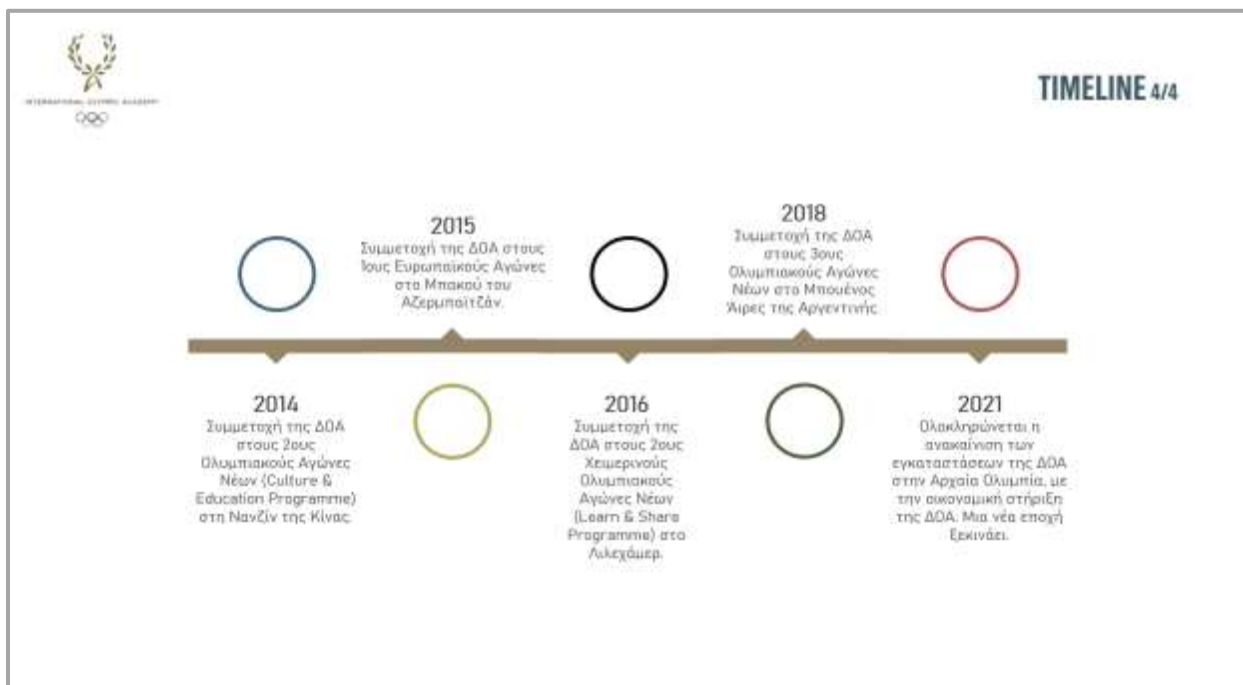 INTERNATIONAL OLYMPIC ACADEMY
TIMELINE 4/4
2014
Συμμετοχή της ΔΟΑ
στους 2ους
Ολυμπιακούς Αγώνες
Νέων (Culture &
Education Programme)
στη Νανζίν της Κίνας.
2015
Συμμετοχή της ΔΟΑ στους
1ους Ευρωπαϊκούς Αγώνες
στο Μπακού του
Αζερμπαϊτζάν.
2016
Συμμετοχή της
ΔΟΑ στους 2ους
Χειμερινούς
Ολυμπιακούς
Αγώνες Νέων
(Learn & Share
Programme) στο
Λιλεχάμερ.
2018
Συμμετοχή της ΔΟΑ
στους 3ους
Ολυμπιακούς Αγώνες
Νέων στο Μπουένος
Άιρες της Αργεντινής
2021
Ολοκληρώνεται η
ανακαίνιση των
εγκαταστάσεων της ΔΟΑ
στην Αρχαία Ολυμπία, με
την οικονομική στήριξη
της ΔΟΑ. Μια νέα εποχή
ξεκινάει.